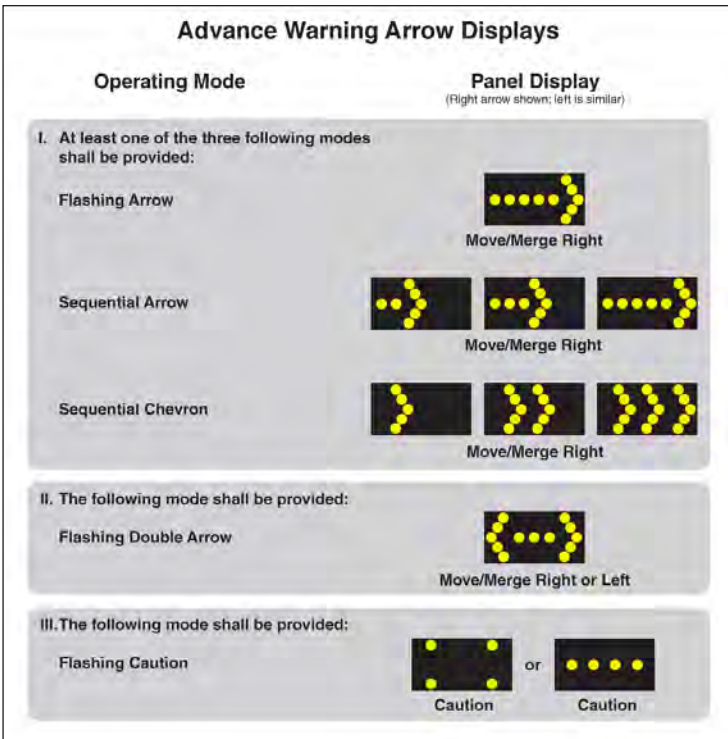 Advance Warning Arrow Displays
Operating Mode
Panel Display
(Right arrow shown; left is similar)
I. At least one of the three following modes
shall be provided:
Flashing Arrow
Move/Merge Right
Sequential Arrow
Move/Merge Right
Sequential Chevron
Move/Merge Right
II. The following mode shall be provided:
Flashing Double Arrow
Move/Merge Right or Left
III.The following mode shall be provided:
Flashing Caution
or
Caution
Caution